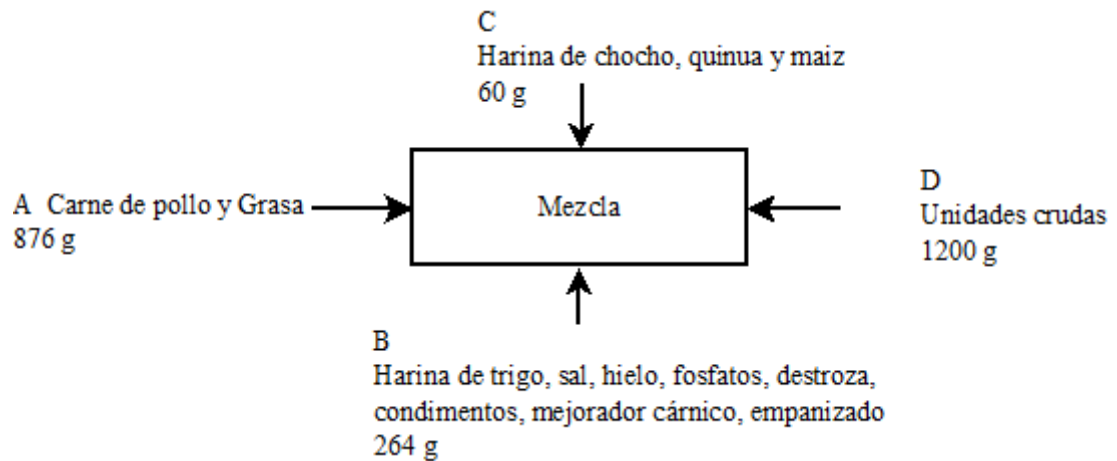 C
Harina de chocho, quinua y maiz
60 g
A Carne de pollo y Grasa
876 g
Mezcla
D
Unidades crudas
1200 g
B
Harina de trigo, sal, hielo, fosfatos, destroza,
condimentos, mejorador cárnico, empanizado
264 g